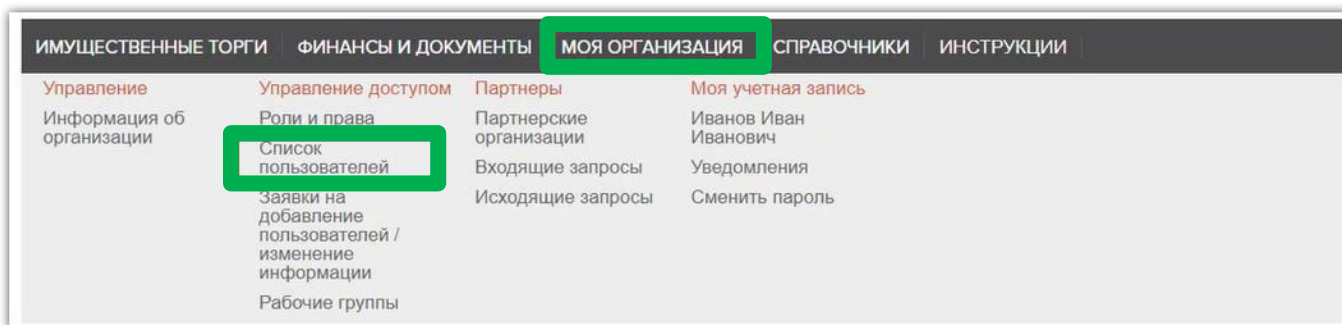 ИМУЩЕСТВЕННЫЕ ТОРГИ ФИНАНСЫ И ДОКУМЕНТЫ МОЯ ОРГАНИЗАЦИЯ СПРАВОЧНИКИ ИНСТРУКЦИИ
Управление
Информация об
организации
Управление доступом
Роли и права
Список
пользователей
Заявки на
добавление
пользователей /
изменение
информации
Рабочие группы
Партнеры
Партнерские
организации
Входящие запросы
Исходящие запросы
Моя учетная запись
Иванов Иван
Иванович
Уведомления
Сменить пароль